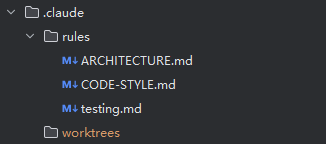 .claude
rules
M↓ ARCHITECTURE.md
M↓ CODE-STYLE.md
M↓ testing.md
worktrees